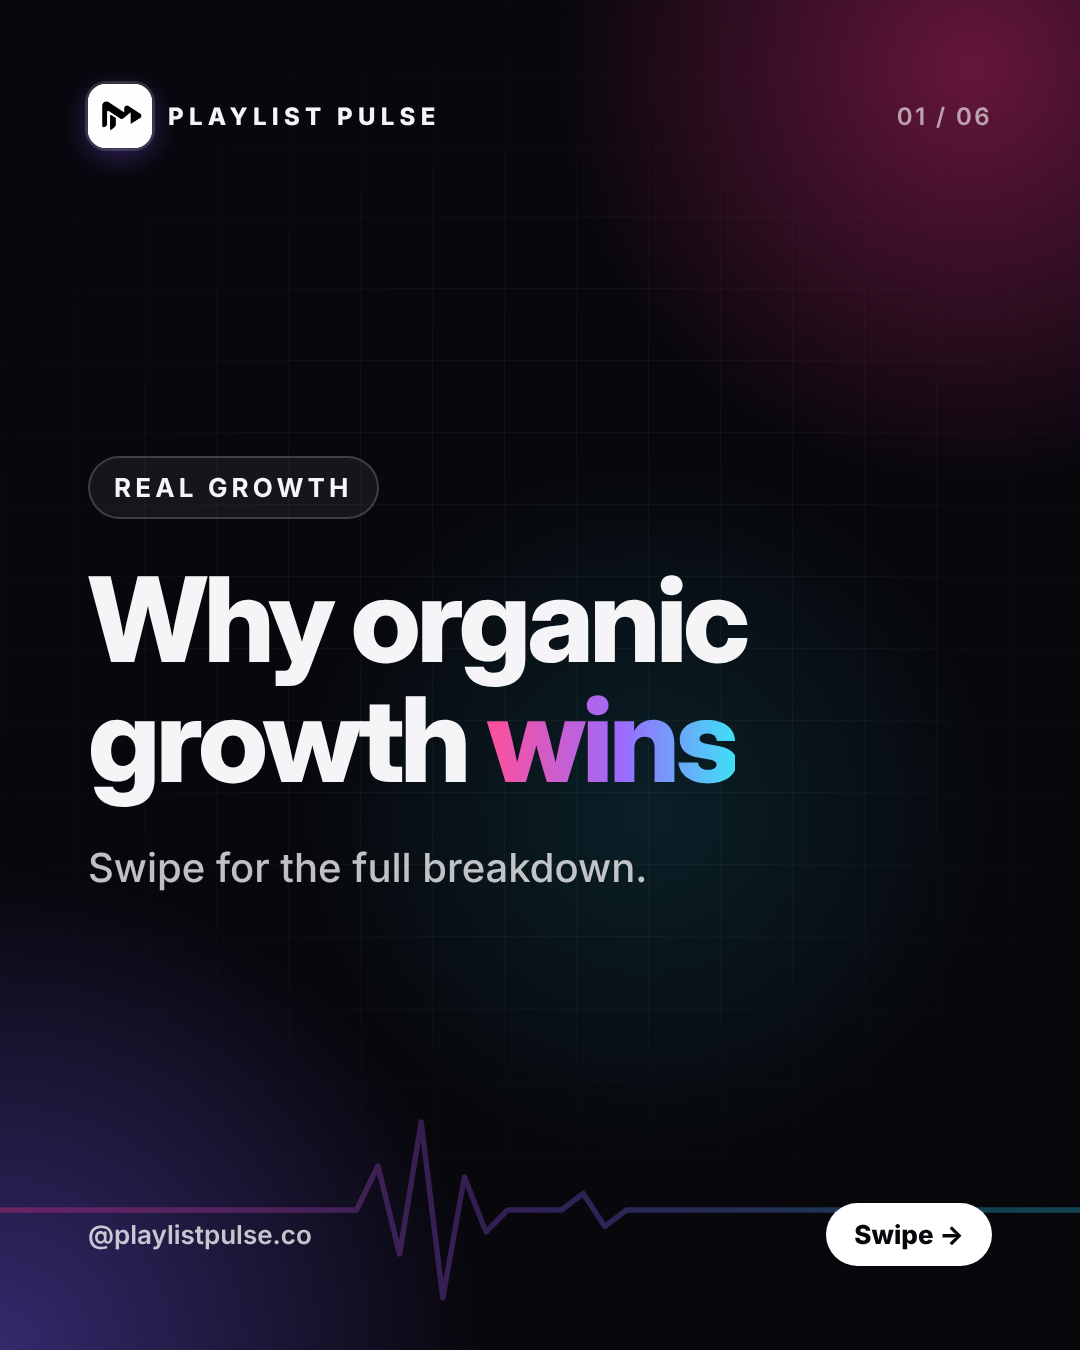 PLAYLIST PULSE
01 / 06
REAL GROWTH
Why organic
growth wins
Swipe for the full breakdown.
@playlistpulse.co
Swipe →